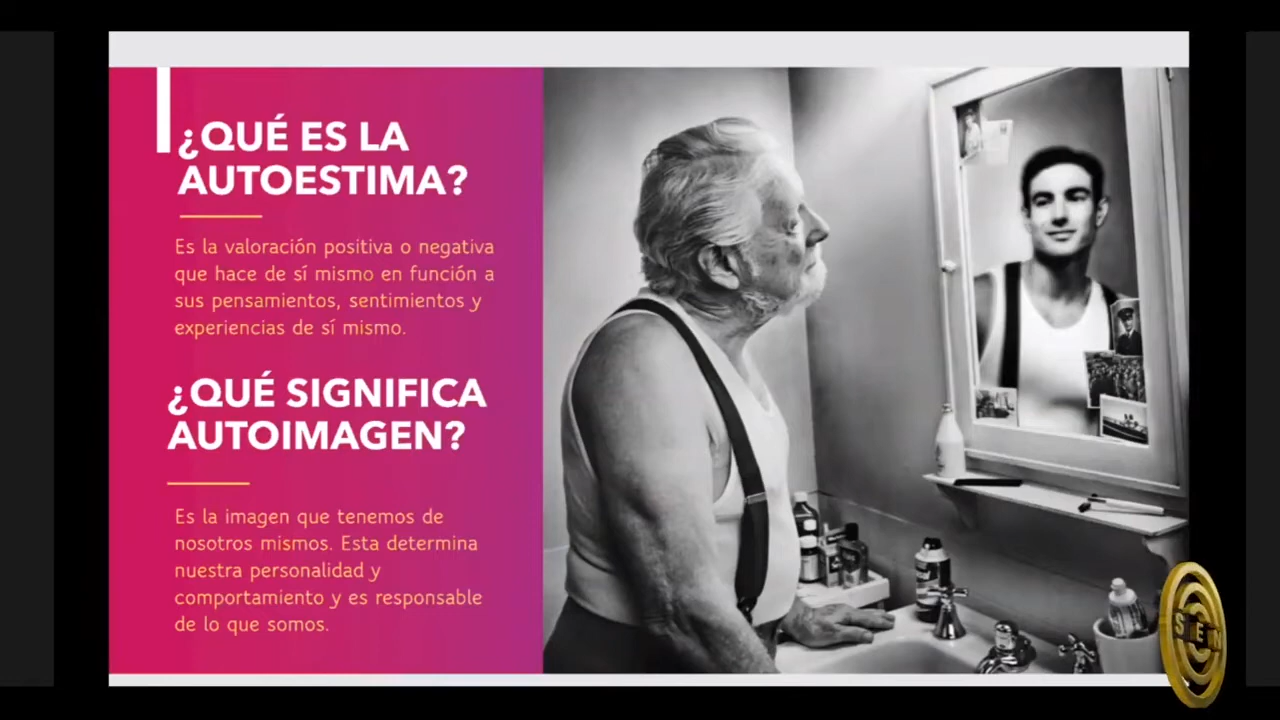 ¿QUÉ ES LA
AUTOESTIMA?
Es la valoración positiva o negativa
que hace de sí mismo en función a
sus pensamientos, sentimientos y
experiencias de sí mismo.
¿QUÉ SIGNIFICA
AUTOIMAGEN?
Es la imagen que tenemos de
nosotros mismos. Esta determina
nuestra personalidad y
comportamiento y es responsable
de lo que somos.